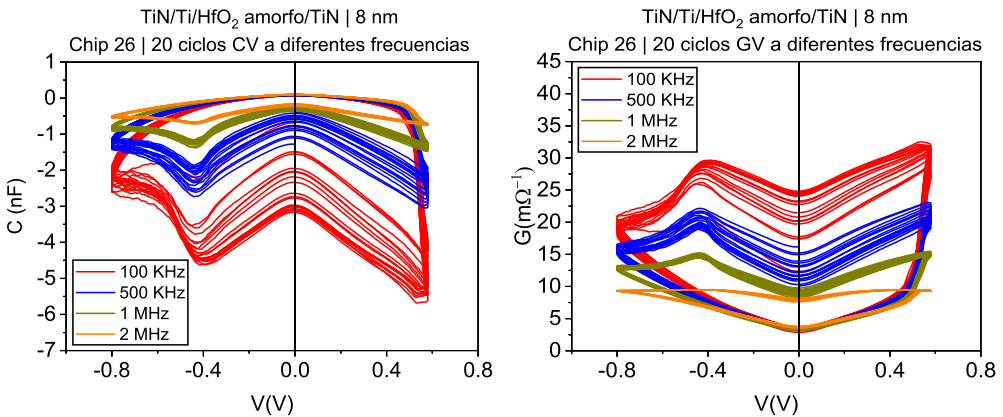 TiN/Ti/HfO₂ amorfo/TiN | 8 nm
Chip 26 | 20 ciclos CV a diferentes frecuencias
1
0
-1
-2
-3
-4
-5
-6
-7
C (nF)
100 KHz
500 KHz
1 MHz
2 MHz
-0.8 -0.4 0.0 0.4 0.8
V(V)
TiN/Ti/HfO₂ amorfo/TiN | 8 nm
Chip 26 | 20 ciclos GV a diferentes frecuencias
45
40
35
30
25
20
15
10
5
0
G(mΩ⁻¹)
100 KHz
500 KHz
1 MHz
2 MHz
-0.8 -0.4 0.0 0.4 0.8
V(V)